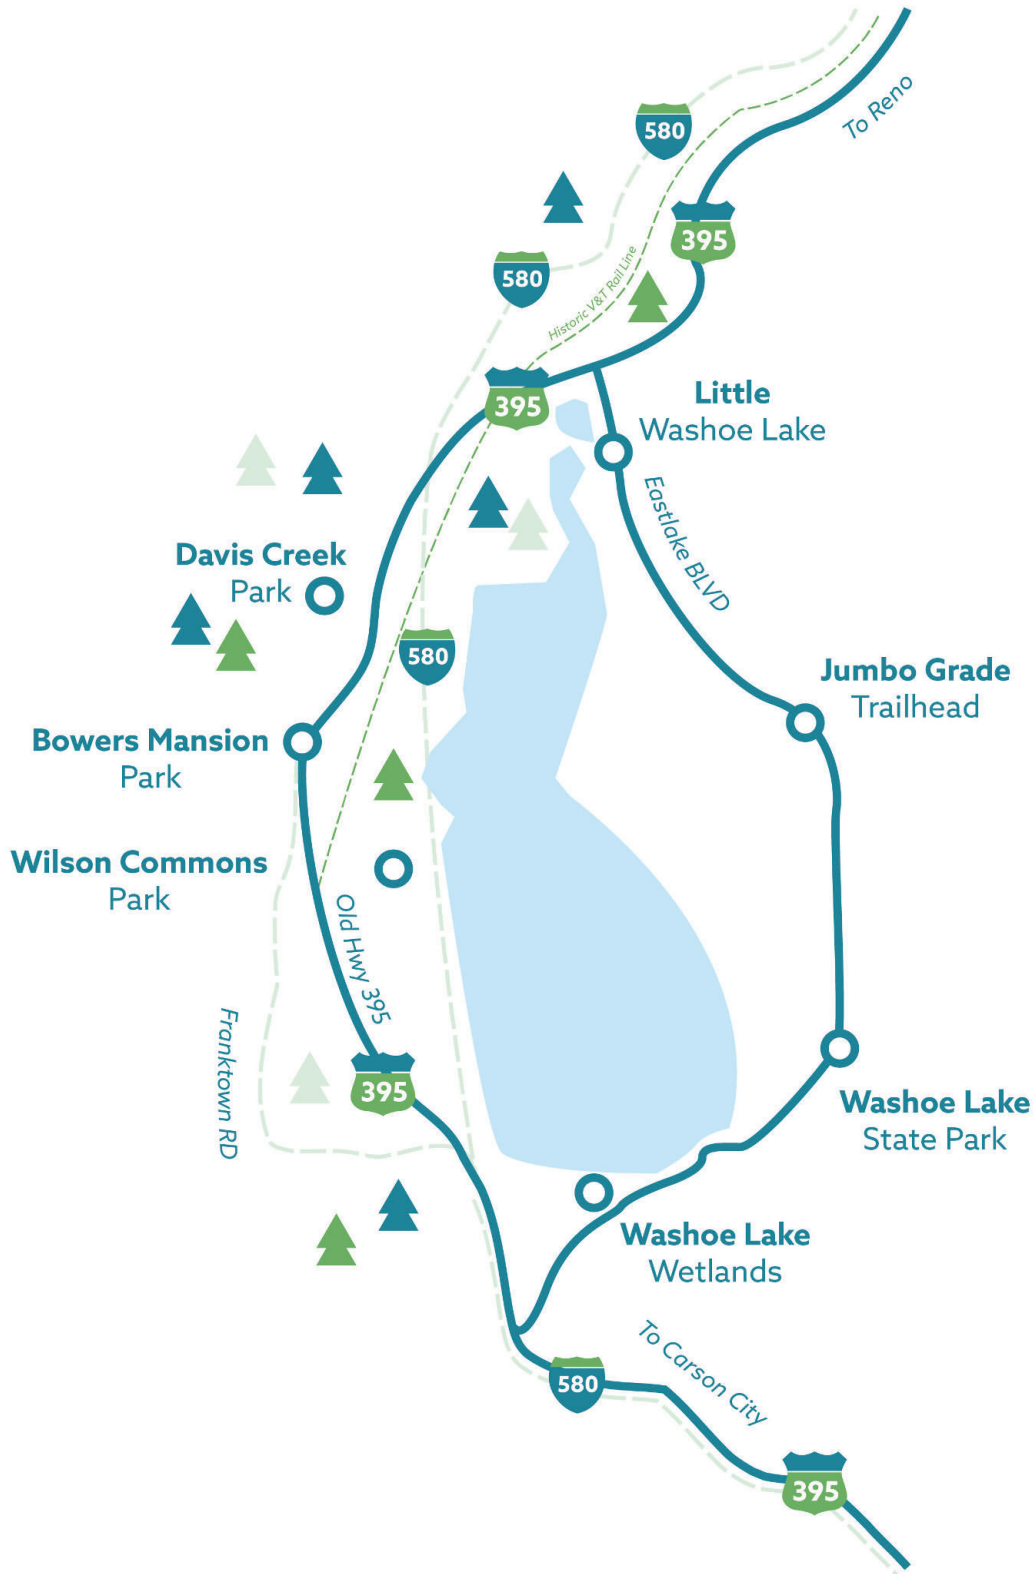 To Reno
580
395
580
Historic V&T Rail Line
395
Little
Washoe Lake
Eastlake BLVD
Davis Creek
Park
580
Jumbo Grade
Trailhead
Bowers Mansion
Park
Wilson Commons
Park
Old Hwy 395
Franktown RD
395
Washoe Lake
State Park
Washoe Lake
Wetlands
To Carson City
580
395